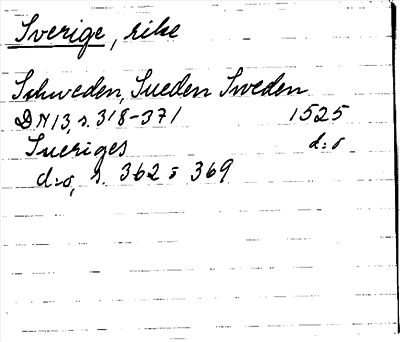 Sverige, rike
Schweden, Sueden Sweden
DN 13, s. 318-371 1525
Sueriges d:o
d:o, s. 362 o 369